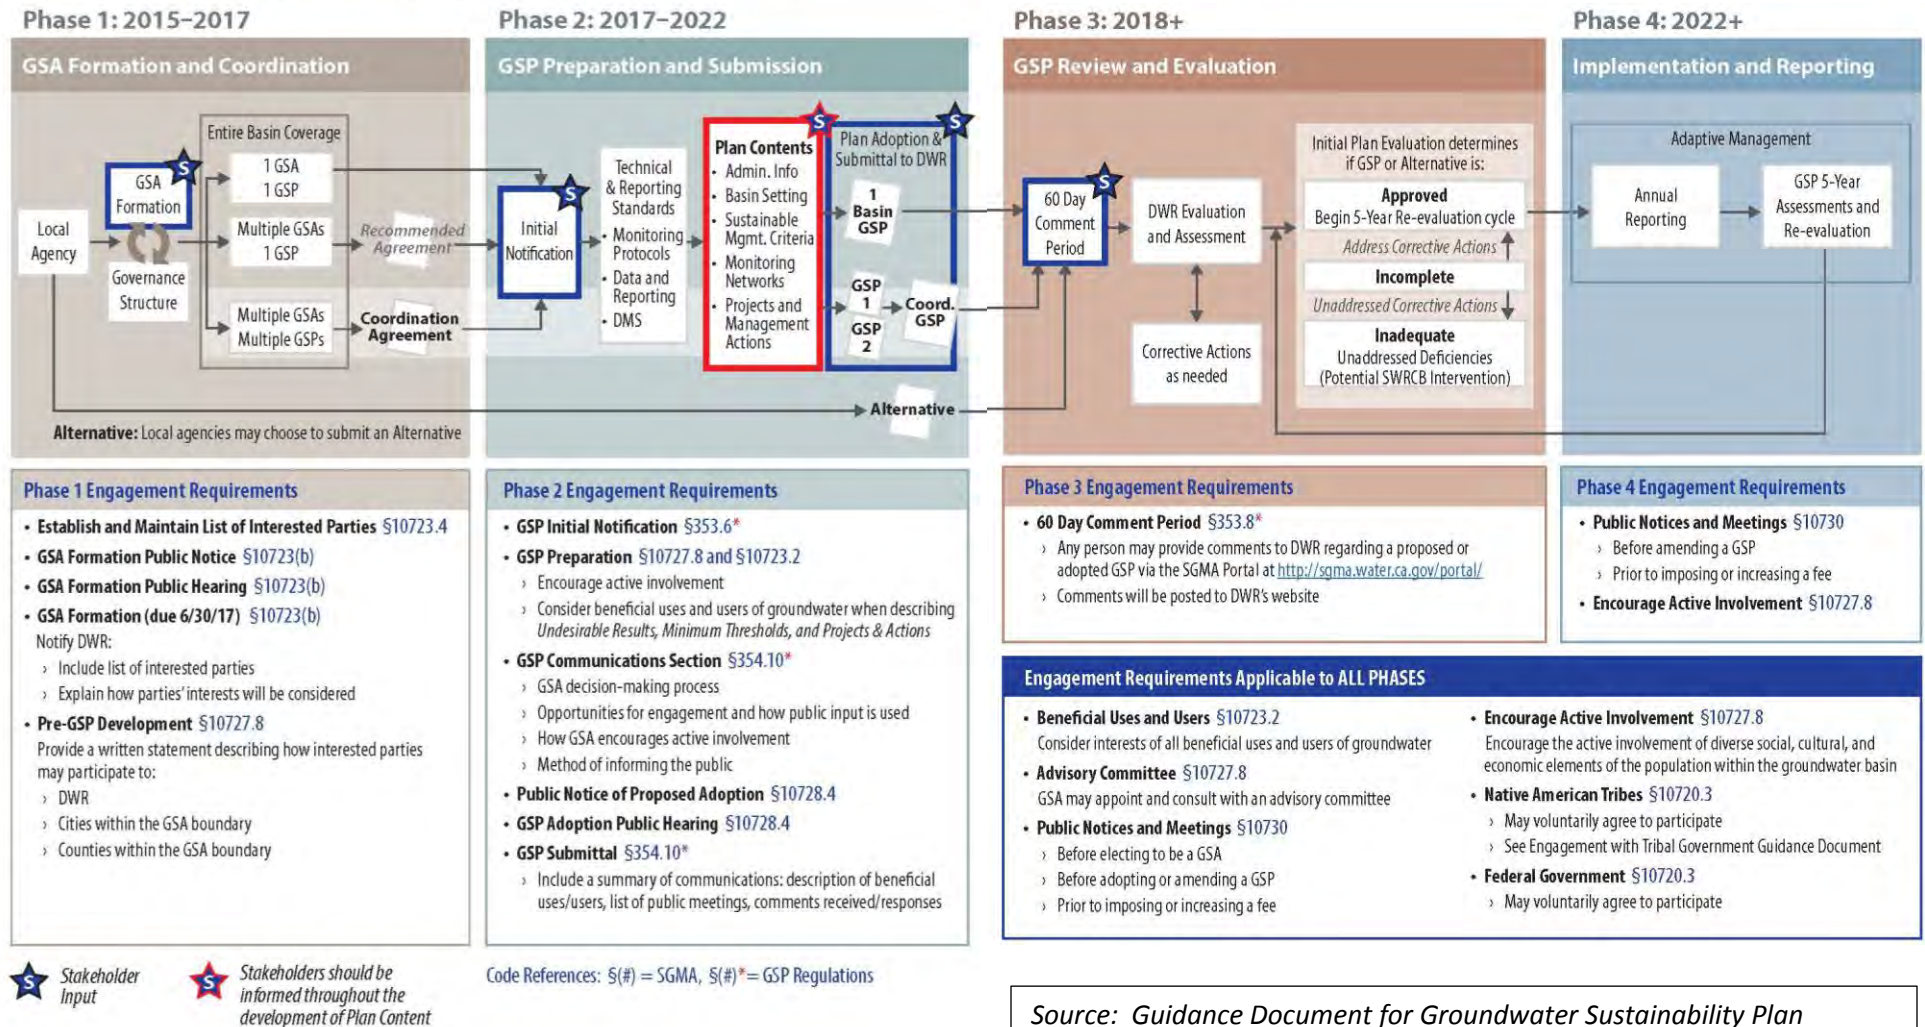 Phase 1: 2015–2017
GSA Formation and Coordination
Local
Agency
GSA
Formation
S
Governance
Structure
Entire Basin Coverage
1 GSA
1 GSP
Multiple GSAs
1 GSP
Multiple GSAs
Multiple GSPs
Recommended
Agreement
Coordination
Agreement
Alternative: Local agencies may choose to submit an Alternative
Phase 2: 2017–2022
GSP Preparation and Submission
S
Initial
Notification
Technical
& Reporting
Standards
• Monitoring
Protocols
• Data and
Reporting
• DMS
S
Plan Contents
• Admin. Info
• Basin Setting
• Sustainable
Mgmt. Criteria
• Monitoring
Networks
• Projects and
Management
Actions
S
Plan Adoption &
Submittal to DWR
1
Basin
GSP
GSP
1
GSP
2
Coord.
GSP
Alternative
Phase 3: 2018+
GSP Review and Evaluation
S
60 Day
Comment
Period
DWR Evaluation
and Assessment
Corrective Actions
as needed
Initial Plan Evaluation determines
if GSP or Alternative is:
Approved
Begin 5-Year Re-evaluation cycle
Address Corrective Actions
Incomplete
Unaddressed Corrective Actions
Inadequate
Unaddressed Deficiencies
(Potential SWRCB Intervention)
Phase 4: 2022+
Implementation and Reporting
Adaptive Management
Annual
Reporting
GSP 5-Year
Assessments and
Re-evaluation
Phase 1 Engagement Requirements
• Establish and Maintain List of Interested Parties §10723.4
• GSA Formation Public Notice §10723(b)
• GSA Formation Public Hearing §10723(b)
• GSA Formation (due 6/30/17) §10723(b)
Notify DWR:
› Include list of interested parties
› Explain how parties' interests will be considered
• Pre-GSP Development §10727.8
Provide a written statement describing how interested parties
may participate to:
› DWR
› Cities within the GSA boundary
› Counties within the GSA boundary
Phase 2 Engagement Requirements
• GSP Initial Notification §353.6*
• GSP Preparation §10727.8 and §10723.2
› Encourage active involvement
› Consider beneficial uses and users of groundwater when describing
Undesirable Results, Minimum Thresholds, and Projects & Actions
• GSP Communications Section §354.10*
› GSA decision-making process
› Opportunities for engagement and how public input is used
› How GSA encourages active involvement
› Method of informing the public
• Public Notice of Proposed Adoption §10728.4
• GSP Adoption Public Hearing §10728.4
• GSP Submittal §354.10*
› Include a summary of communications: description of beneficial
uses/users, list of public meetings, comments received/responses
Phase 3 Engagement Requirements
• 60 Day Comment Period §353.8*
› Any person may provide comments to DWR regarding a proposed or
adopted GSP via the SGMA Portal at http://sgma.water.ca.gov/portal/
› Comments will be posted to DWR's website
Phase 4 Engagement Requirements
• Public Notices and Meetings §10730
› Before amending a GSP
› Prior to imposing or increasing a fee
• Encourage Active Involvement §10727.8
Engagement Requirements Applicable to ALL PHASES
• Beneficial Uses and Users §10723.2
Consider interests of all beneficial uses and users of groundwater
• Advisory Committee §10727.8
GSA may appoint and consult with an advisory committee
• Public Notices and Meetings §10730
› Before electing to be a GSA
› Before adopting or amending a GSP
› Prior to imposing or increasing a fee
• Encourage Active Involvement §10727.8
Encourage the active involvement of diverse social, cultural, and
economic elements of the population within the groundwater basin
• Native American Tribes §10720.3
› May voluntarily agree to participate
› See Engagement with Tribal Government Guidance Document
• Federal Government §10720.3
› May voluntarily agree to participate
S
Stakeholder
Input
S
Stakeholders should be
informed throughout the
development of Plan Content
Code References: §(#) = SGMA, §(#)*= GSP Regulations
Source: Guidance Document for Groundwater Sustainability Plan